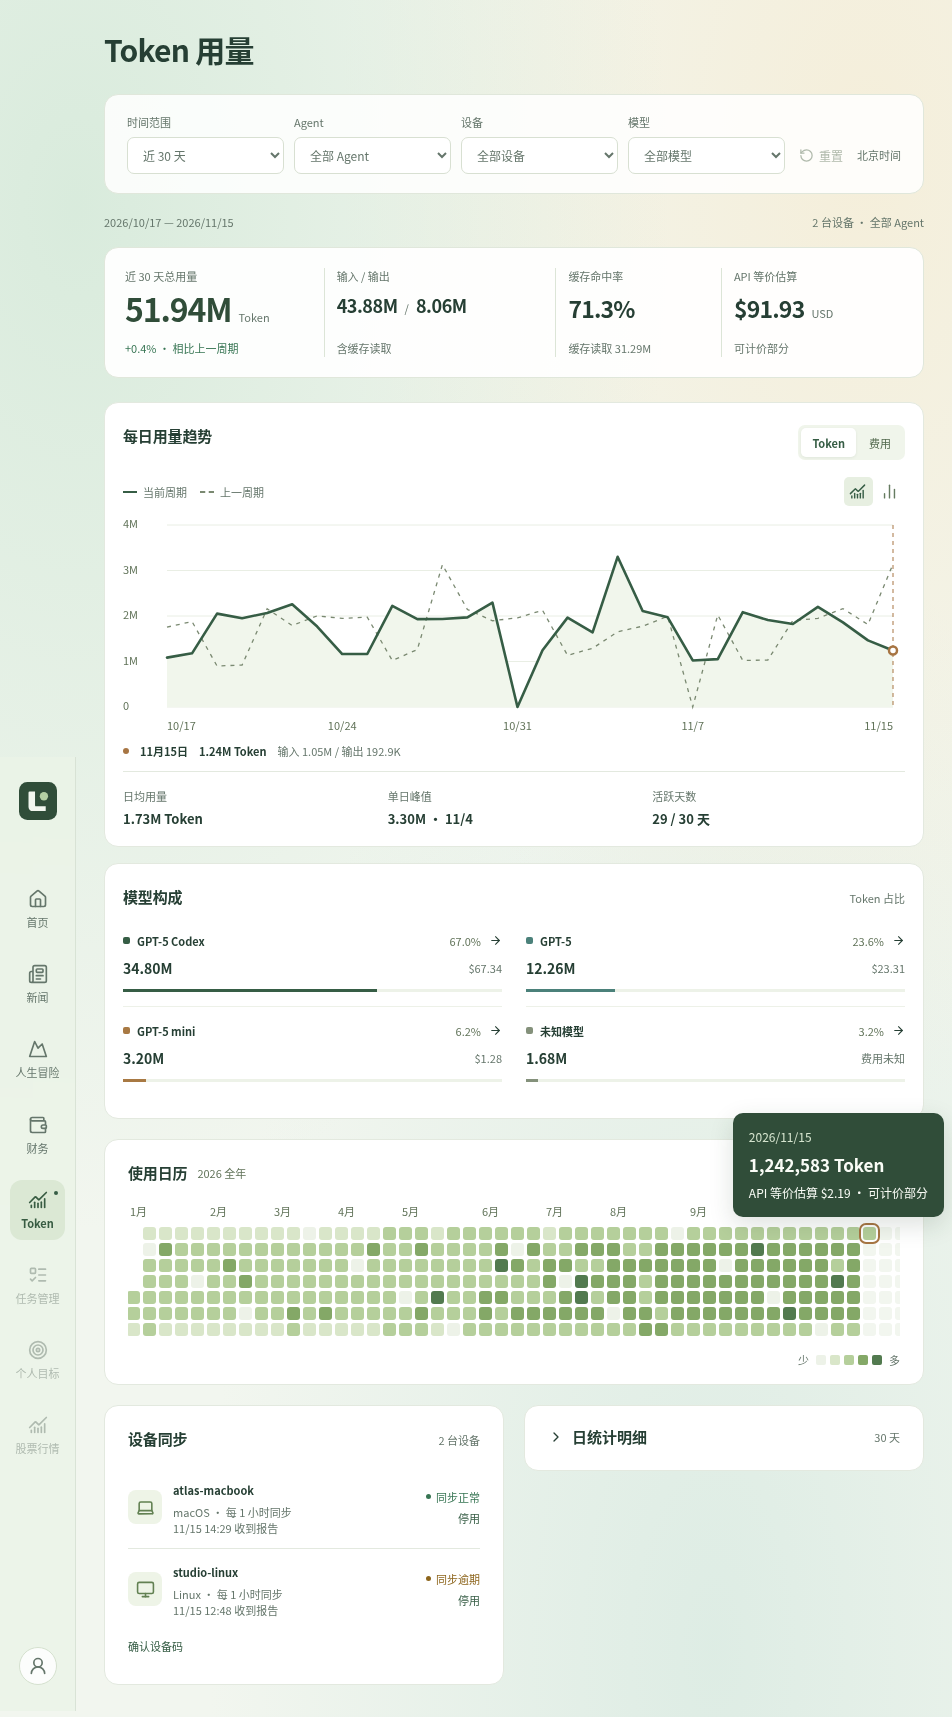 Token 用量
时间范围
Agent
设备
模型
近 30 天
全部 Agent
全部设备
全部模型
重置
北京时间
2026/10/17 — 2026/11/15
2 台设备 · 全部 Agent
近 30 天总用量
51.94M Token
+0.4% · 相比上一周期
输入 / 输出
43.88M / 8.06M
含缓存读取
缓存命中率
71.3%
缓存读取 31.29M
API 等价估算
$91.93 USD
可计价部分
每日用量趋势
Token
费用
当前周期
上一周期
4M
3M
2M
1M
0
10/17
10/24
10/31
11/7
11/15
11月15日 1.24M Token 输入 1.05M / 输出 192.9K
日均用量
1.73M Token
单日峰值
3.30M · 11/4
活跃天数
29 / 30 天
首页
新闻
人生冒险
财务
Token
任务管理
个人目标
股票行情
模型构成
Token 占比
GPT-5 Codex
67.0%
34.80M
$67.34
GPT-5
23.6%
12.26M
$23.31
GPT-5 mini
6.2%
3.20M
$1.28
未知模型
3.2%
1.68M
费用未知
2026/11/15
1,242,583 Token
API 等价估算 $2.19 · 可计价部分
使用日历 2026 全年
1月
2月
3月
4月
5月
6月
7月
8月
9月
少
多
设备同步
2 台设备
atlas-macbook
macOS · 每 1 小时同步
11/15 14:29 收到报告
同步正常
停用
studio-linux
Linux · 每 1 小时同步
11/15 12:48 收到报告
同步逾期
停用
确认设备码
日统计明细
30 天